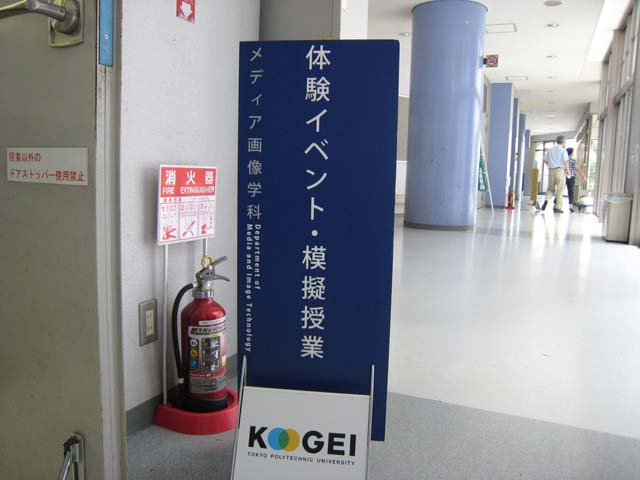 体験イベント・模擬授業
メディア画像学科
Department of
Media and Image Technology
KOGEI
TOKYO POLYTECHNIC UNIVERSITY
消火器
FIRE EXTINGUISHER
授業以外の
ドアストッパー使用禁止